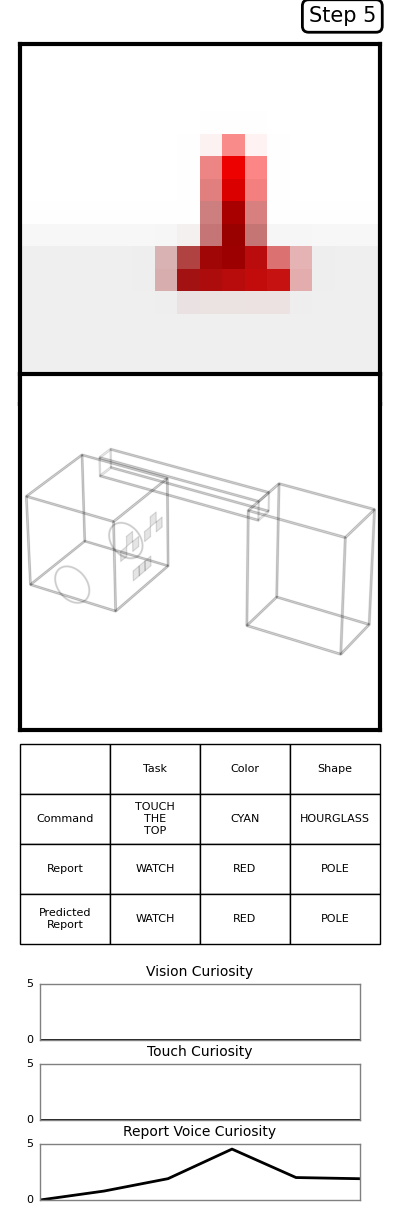 Step 5
Task Color Shape
Command TOUCH THE TOP CYAN HOURGLASS
Report WATCH RED POLE
Predicted Report WATCH RED POLE
Vision Curiosity
5
0
Touch Curiosity
5
0
Report Voice Curiosity
5
0